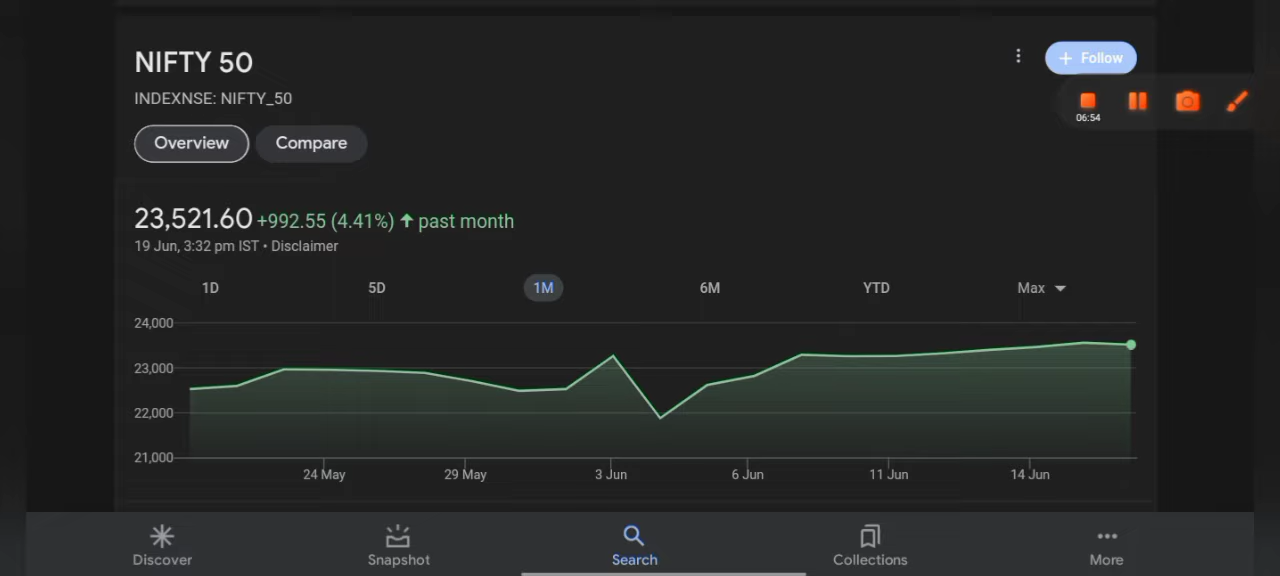 NIFTY 50
+ Follow
INDEXNSE: NIFTY_50
06:54
Overview
Compare
23,521.60 +992.55 (4.41%) ↑ past month
19 Jun, 3:32 pm IST • Disclaimer
1D 5D 1M 6M YTD Max
24,000
23,000
22,000
21,000
24 May 29 May 3 Jun 6 Jun 11 Jun 14 Jun
Discover Snapshot Search Collections More